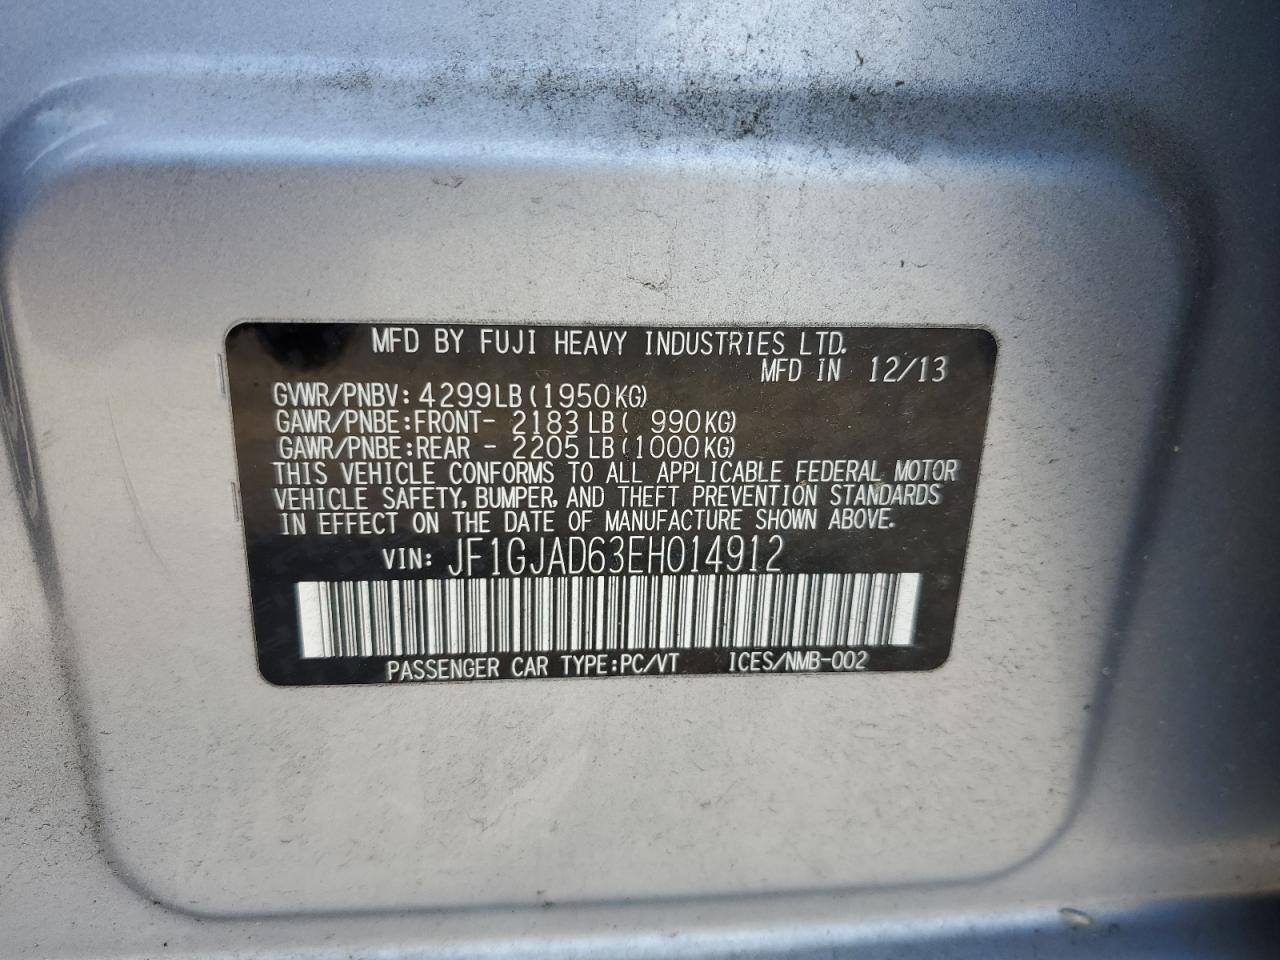 MFD BY FUJI HEAVY INDUSTRIES LTD.
MFD IN 12/13
GVWR/PNBV: 4299LB(1950KG)
GAWR/PNBE:FRONT- 2183LB( 990KG)
GAWR/PNBE:REAR - 2205LB(1000KG)
THIS VEHICLE CONFORMS TO ALL APPLICABLE FEDERAL MOTOR
VEHICLE SAFETY, BUMPER, AND THEFT PREVENTION STANDARDS
IN EFFECT ON THE DATE OF MANUFACTURE SHOWN ABOVE.
VIN: JF1GJAD63EH014912
PASSENGER CAR TYPE:PC/VT ICES/NMB-002